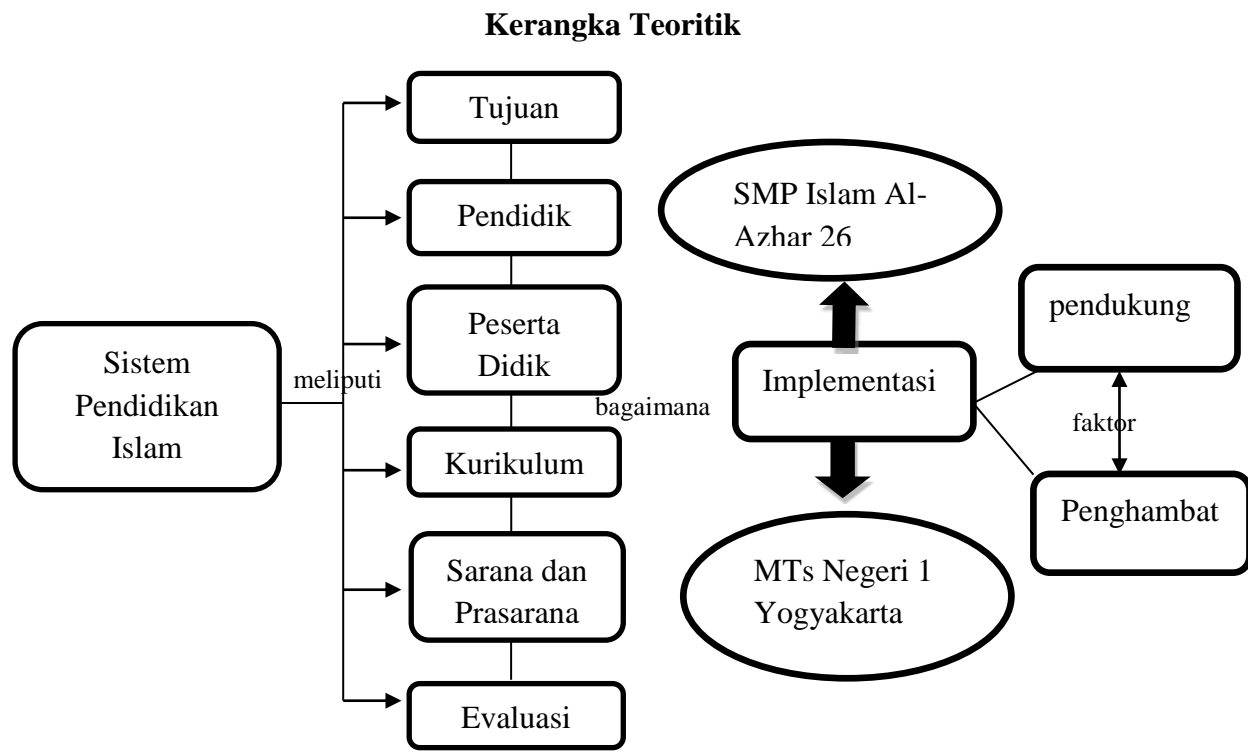 Kerangka Teoritik
Sistem
Pendidikan
Islam
meliputi
Tujuan
Pendidik
Peserta
Didik
Kurikulum
Sarana dan
Prasarana
Evaluasi
bagaimana
SMP Islam Al-
Azhar 26
Implementasi
MTs Negeri 1
Yogyakarta
pendukung
faktor
Penghambat